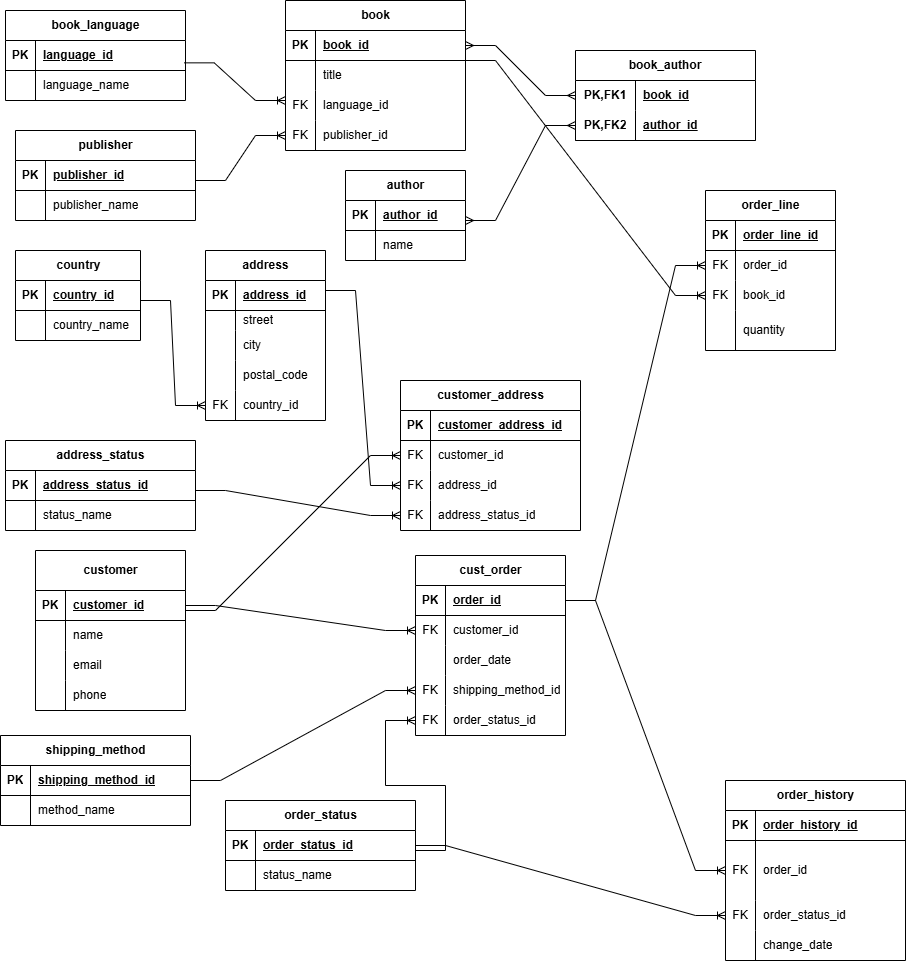 book_language
PK language_id
language_name
book
PK book_id
title
FK language_id
FK publisher_id
book_author
PK,FK1 book_id
PK,FK2 author_id
publisher
PK publisher_id
publisher_name
author
PK author_id
name
order_line
PK order_line_id
FK order_id
FK book_id
quantity
country
PK country_id
country_name
address
PK address_id
street
city
postal_code
FK country_id
customer_address
PK customer_address_id
FK customer_id
FK address_id
FK address_status_id
address_status
PK address_status_id
status_name
customer
PK customer_id
name
email
phone
cust_order
PK order_id
FK customer_id
order_date
FK shipping_method_id
FK order_status_id
shipping_method
PK shipping_method_id
method_name
order_status
PK order_status_id
status_name
order_history
PK order_history_id
FK order_id
FK order_status_id
change_date